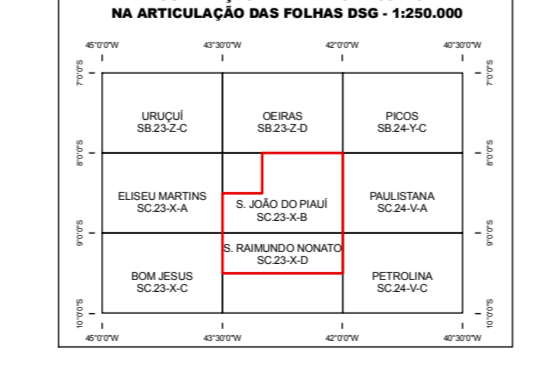 NA ARTICULAÇÃO DAS FOLHAS DSG - 1:250.000
45°0'0"W 43°30'0"W 42°0'0"W 40°30'0"W
7°0'0"S 7°0'0"S
URUÇUÍ OEIRAS PICOS
SB.23-Z-C SB.23-Z-D SB.24-Y-C
8°0'0"S 8°0'0"S
ELISEU MARTINS S. JOÃO DO PIAUÍ PAULISTANA
SC.23-X-A SC.23-X-B SC.24-V-A
9°0'0"S 9°0'0"S
S. RAIMUNDO NONATO
SC.23-X-D
BOM JESUS PETROLINA
SC.23-X-C SC.24-V-C
10°0'0"S 10°0'0"S
45°0'0"W 43°30'0"W 42°0'0"W 40°30'0"W